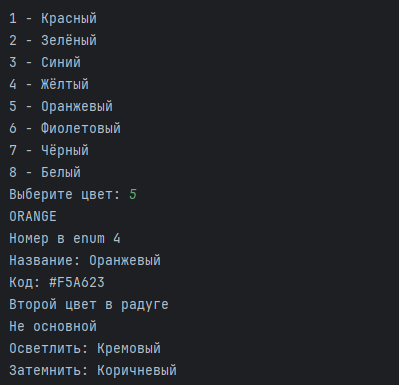 1 - Красный
2 - Зелёный
3 - Синий
4 - Жёлтый
5 - Оранжевый
6 - Фиолетовый
7 - Чёрный
8 - Белый
Выберите цвет: 5
ORANGE
Номер в enum 4
Название: Оранжевый
Код: #F5A623
Второй цвет в радуге
Не основной
Осветлить: Кремовый
Затемнить: Коричневый